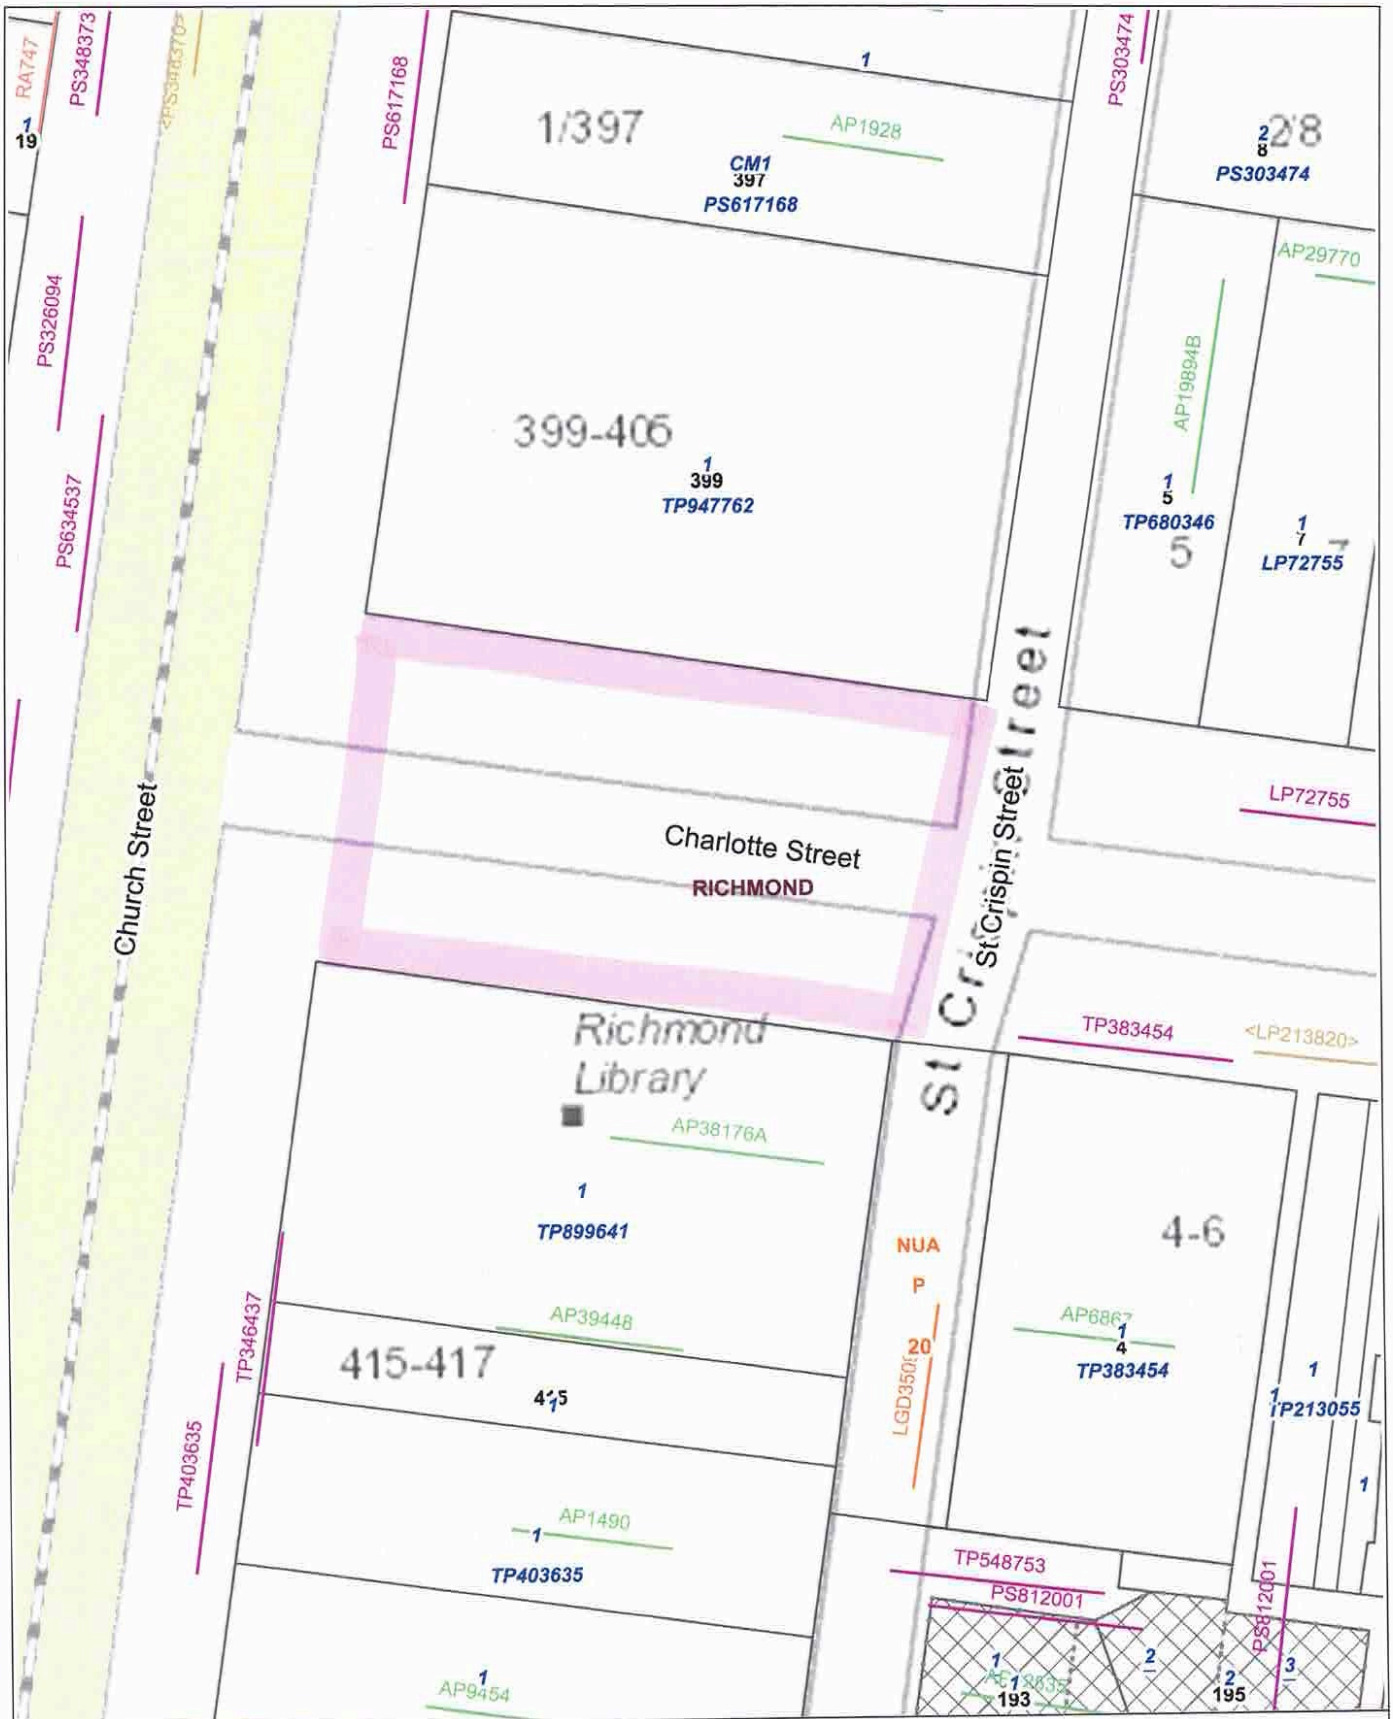 RA747
PS348373
<PS348370>
1
19
PS617168
1
1/397
AP1928
CM1
397
PS617168
PS303474
2'8
2
8
PS303474
AP29770
PS326094
399-405
1
399
TP947762
AP19894B
1
5
TP680346
5
1
7
LP72755
PS634537
St Crispin Street
LP72755
Church Street
Charlotte Street
RICHMOND
TP383454
<LP213820>
Richmond
Library
AP38176A
1
TP899641
NUA
P
20
4-6
AP39448
AP6867
1
4
TP383454
TP346437
415-417
415
1
1
1
TP213055
1
TP403635
AP1490
1
TP403635
TP548753
PS812001
PS812001
1
AP9454
1
1
193
2
2
195
3